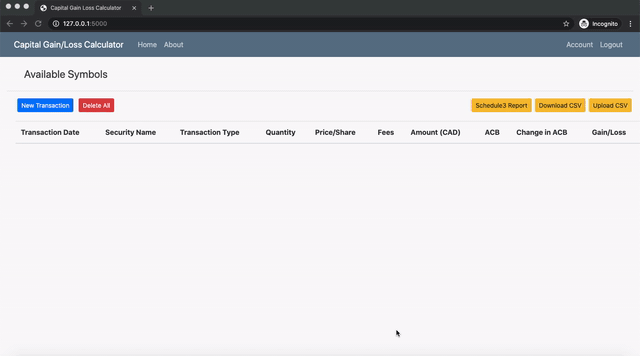 Capital Gain Loss Calculator
127.0.0.1:5000
Incognito
Capital Gain/Loss Calculator Home About Account Logout
Available Symbols
New Transaction Delete All Schedule3 Report Download CSV Upload CSV
Transaction Date Security Name Transaction Type Quantity Price/Share Fees Amount (CAD) ACB Change in ACB Gain/Loss